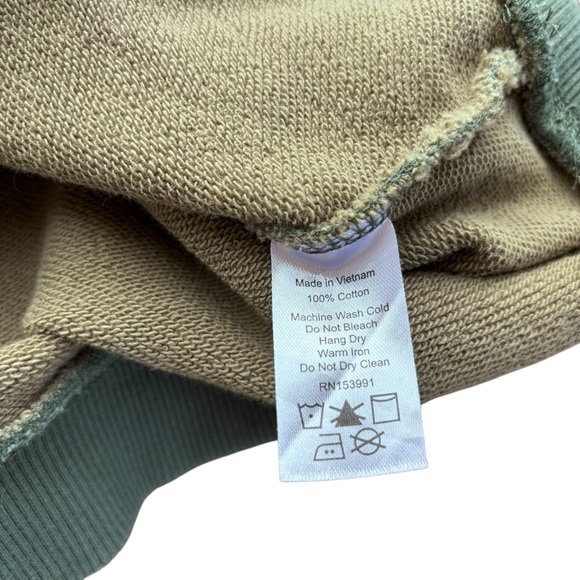 Made in Vietnam
100% Cotton
Machine Wash Cold
Do Not Bleach
Hang Dry
Warm Iron
Do Not Dry Clean
RN153991